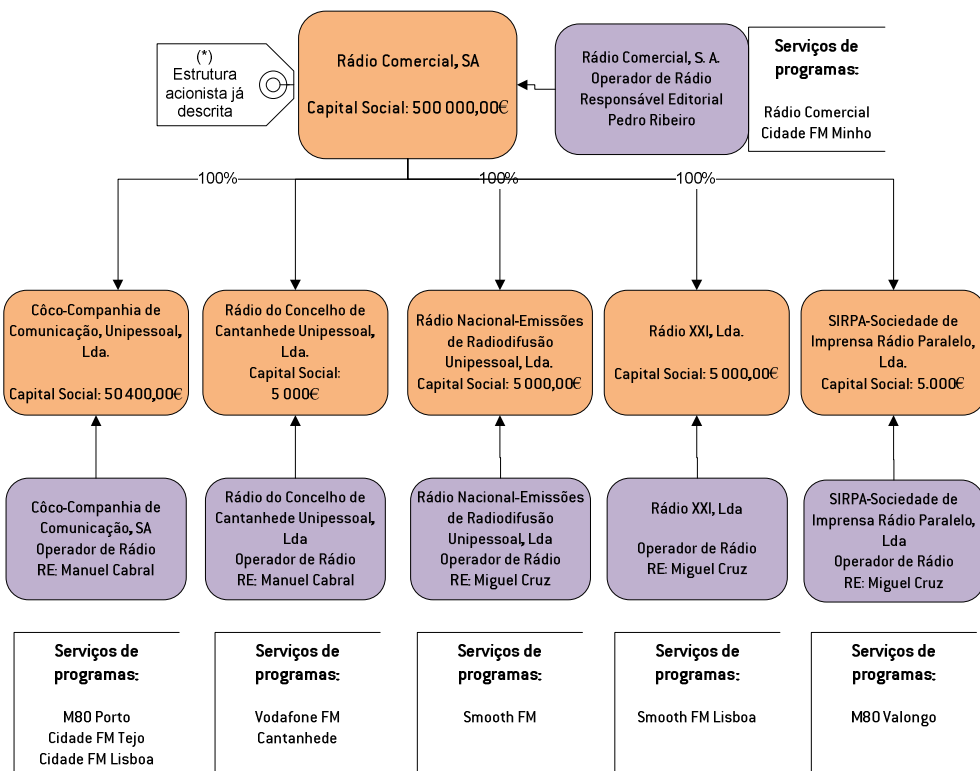 (*)
Estrutura
acionista já
descrita
Rádio Comercial, SA
Capital Social: 500 000,00€
Rádio Comercial, S. A.
Operador de Rádio
Responsável Editorial
Pedro Ribeiro
Serviços de
programas:
Rádio Comercial
Cidade FM Minho
100%
100%
100%
Côco-Companhia de
Comunicação, Unipessoal,
Lda.
Capital Social: 50 400,00€
Rádio do Concelho de
Cantanhede Unipessoal,
Lda.
Capital Social:
5 000€
Rádio Nacional-Emissões
de Radiodifusão
Unipessoal, Lda.
Capital Social: 5 000,00€
Rádio XXI, Lda.
Capital Social: 5 000,00€
SIRPA-Sociedade de
Imprensa Rádio Paralelo,
Lda.
Capital Social: 5.000€
Côco-Companhia de
Comunicação, SA
Operador de Rádio
RE: Manuel Cabral
Rádio do Concelho de
Cantanhede Unipessoal,
Lda
Operador de Rádio
RE: Manuel Cabral
Rádio Nacional-Emissões
de Radiodifusão
Unipessoal, Lda
Operador de Rádio
RE: Miguel Cruz
Rádio XXI, Lda
Operador de Rádio
RE: Miguel Cruz
SIRPA-Sociedade de
Imprensa Rádio Paralelo,
Lda
Operador de Rádio
RE: Miguel Cruz
Serviços de
programas:
M80 Porto
Cidade FM Tejo
Cidade FM Lisboa
Serviços de
programas:
Vodafone FM
Cantanhede
Serviços de
programas:
Smooth FM
Serviços de
programas:
Smooth FM Lisboa
Serviços de
programas:
M80 Valongo